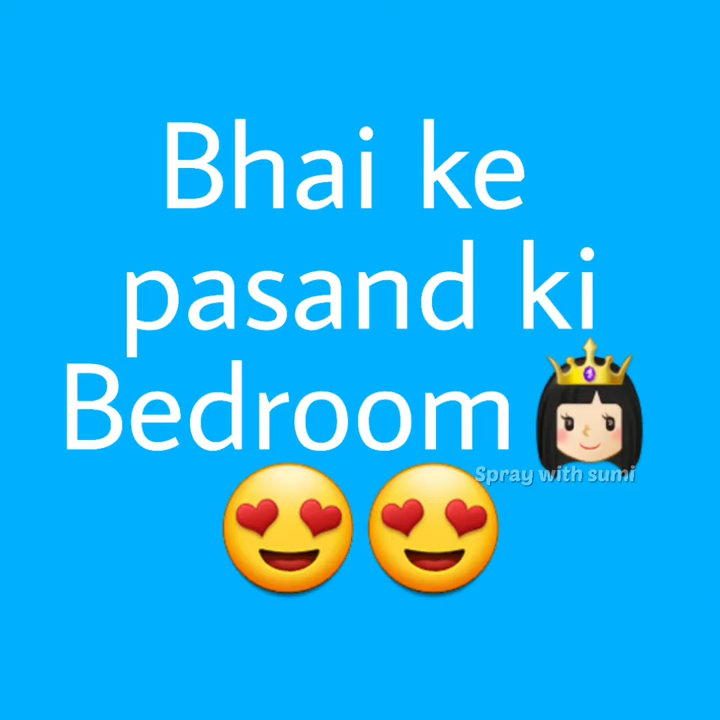 Bhai ke
pasand ki
Bedroom👸
Spray with sumi
😍😍